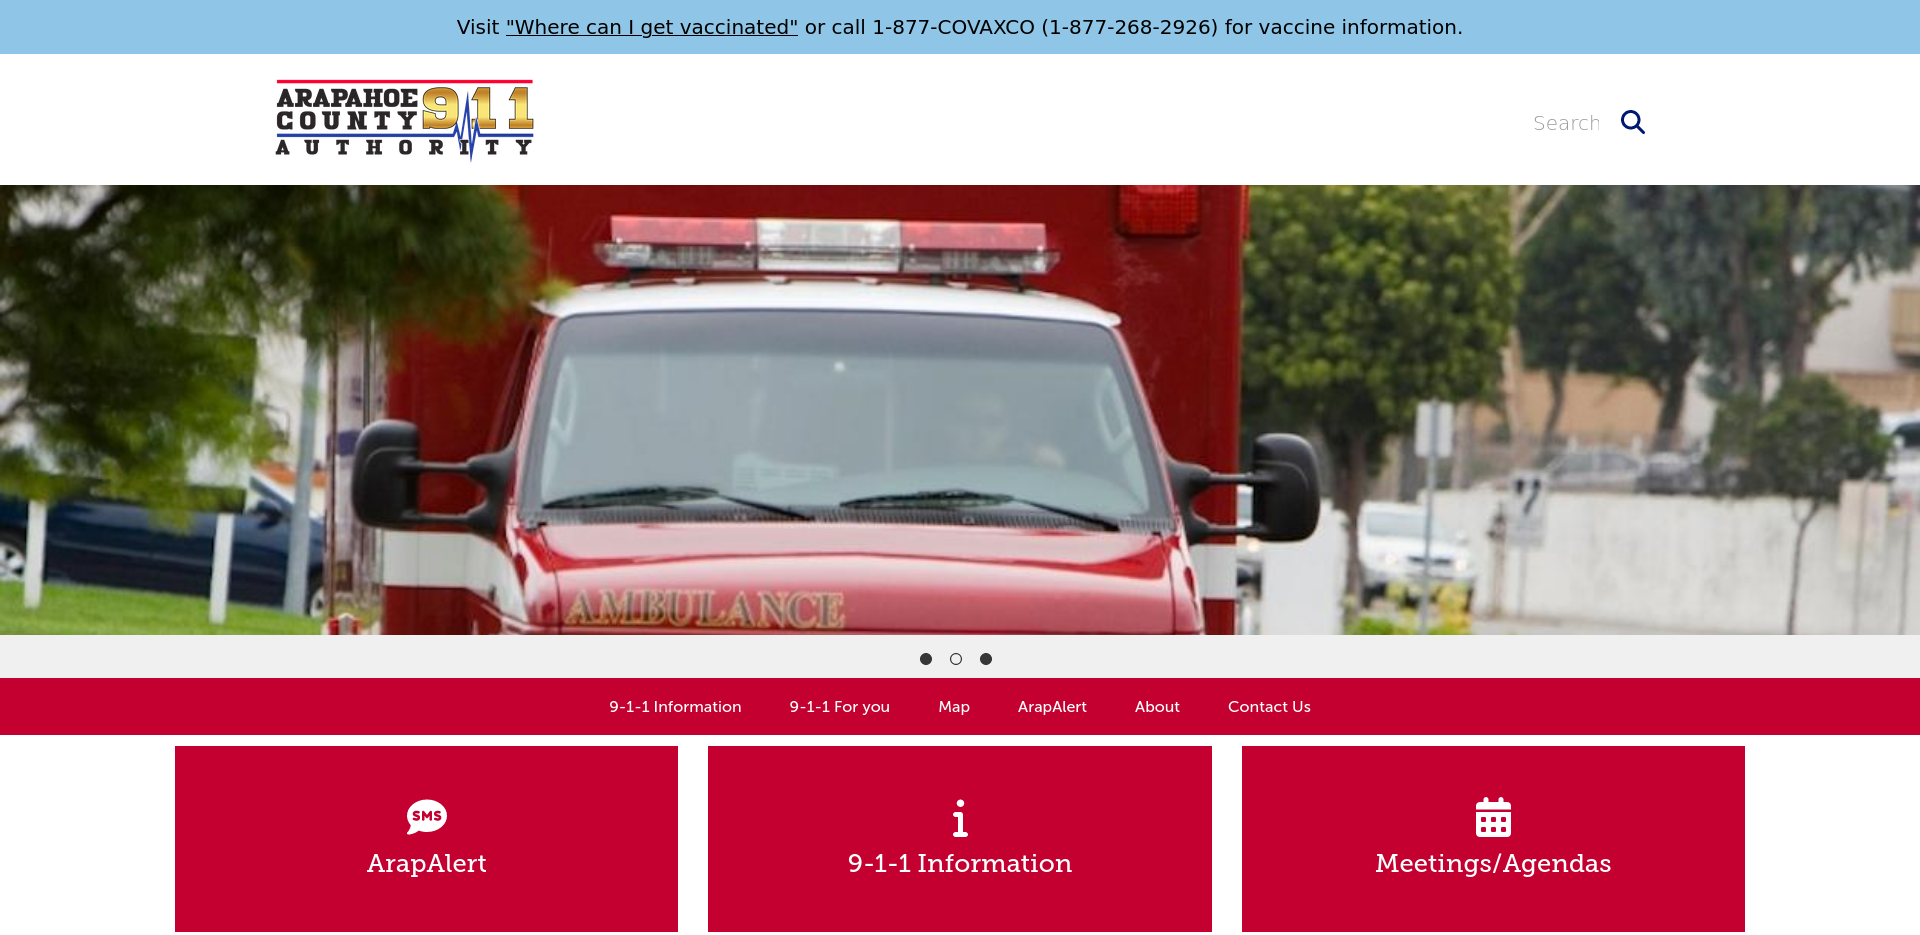 Visit "Where can I get vaccinated" or call 1-877-COVAXCO (1-877-268-2926) for vaccine information.
ARAPAHOE
COUNTY
911
AUTHORITY
Search
AMBULANCE
9-1-1 Information
9-1-1 For you
Map
ArapAlert
About
Contact Us
SMS
ArapAlert
9-1-1 Information
Meetings/Agendas